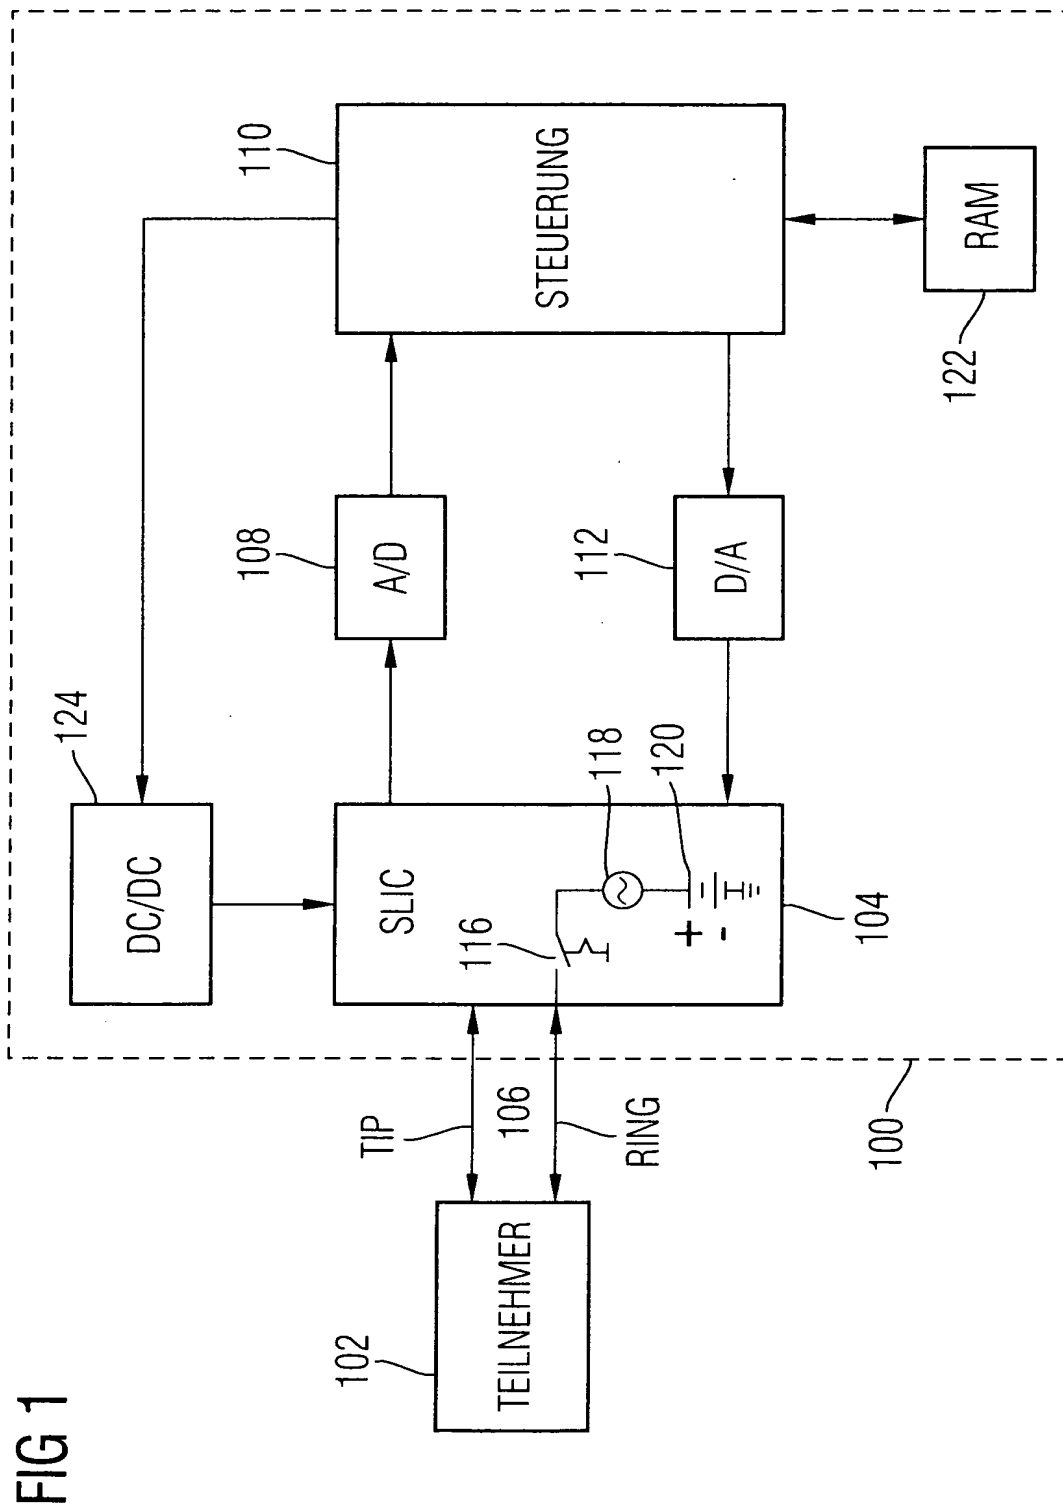 FIG 1
102
TEILNEHMER
TIP
106
RING
100
124
DC/DC
SLIC
116
118
120
+
-
104
108
A/D
112
D/A
110
STEUERUNG
RAM
122